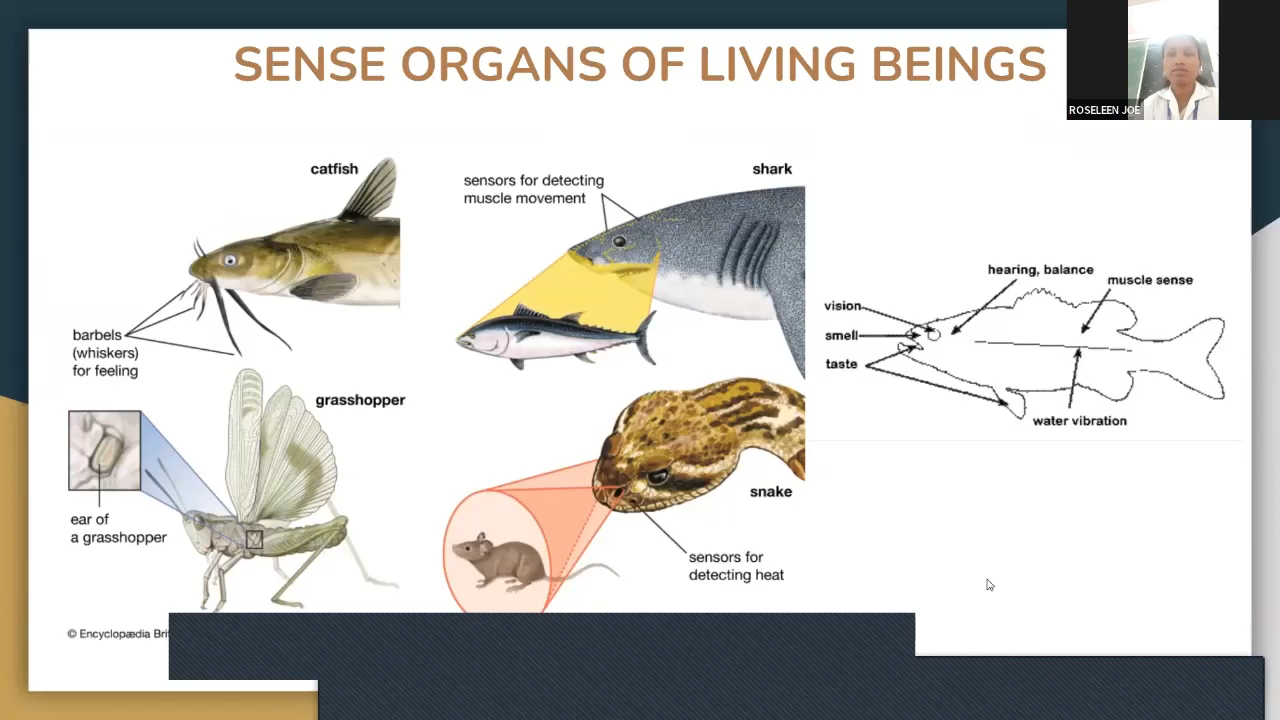 SENSE ORGANS OF LIVING BEINGS
ROSELEEN JOE
catfish
barbels
(whiskers)
for feeling
sensors for detecting
muscle movement
shark
hearing, balance
muscle sense
vision
smell
taste
water vibration
grasshopper
ear of
a grasshopper
snake
sensors for
detecting heat
© Encyclopædia